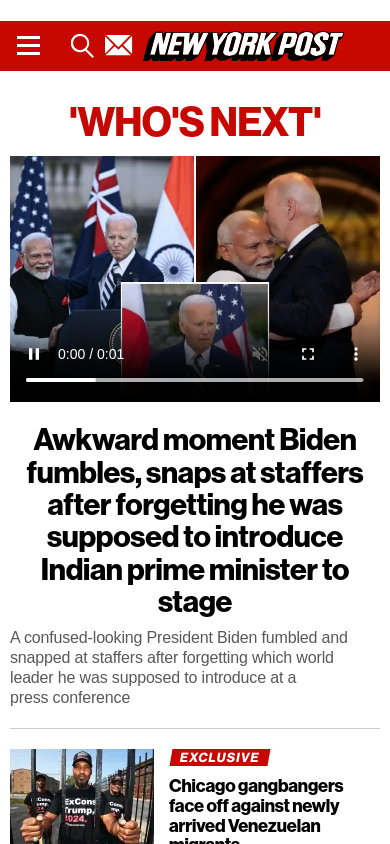 NEW YORK POST
'WHO'S NEXT'
0:00 / 0:01
Awkward moment Biden
fumbles, snaps at staffers
after forgetting he was
supposed to introduce
Indian prime minister to
stage
A confused-looking President Biden fumbled and
snapped at staffers after forgetting which world
leader he was supposed to introduce at a
press conference
EXCLUSIVE
Chicago gangbangers
face off against newly
arrived Venezuelan
migrants
ExCons
Trump,
2024.